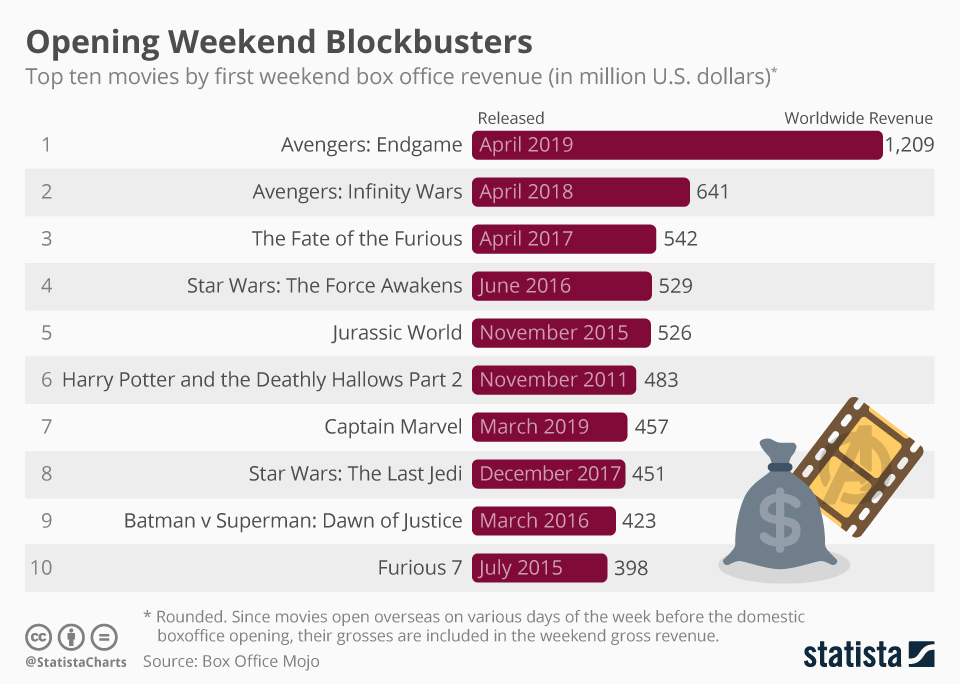 Opening Weekend Blockbusters
Top ten movies by first weekend box office revenue (in million U.S. dollars)*
Released Worldwide Revenue
1 Avengers: Endgame April 2019 1,209
2 Avengers: Infinity Wars April 2018 641
3 The Fate of the Furious April 2017 542
4 Star Wars: The Force Awakens June 2016 529
5 Jurassic World November 2015 526
6 Harry Potter and the Deathly Hallows Part 2 November 2011 483
7 Captain Marvel March 2019 457
8 Star Wars: The Last Jedi December 2017 451
9 Batman v Superman: Dawn of Justice March 2016 423
10 Furious 7 July 2015 398
$
* Rounded. Since movies open overseas on various days of the week before the domestic
boxoffice opening, their grosses are included in the weekend gross revenue.
cc
@StatistaCharts Source: Box Office Mojo
statista